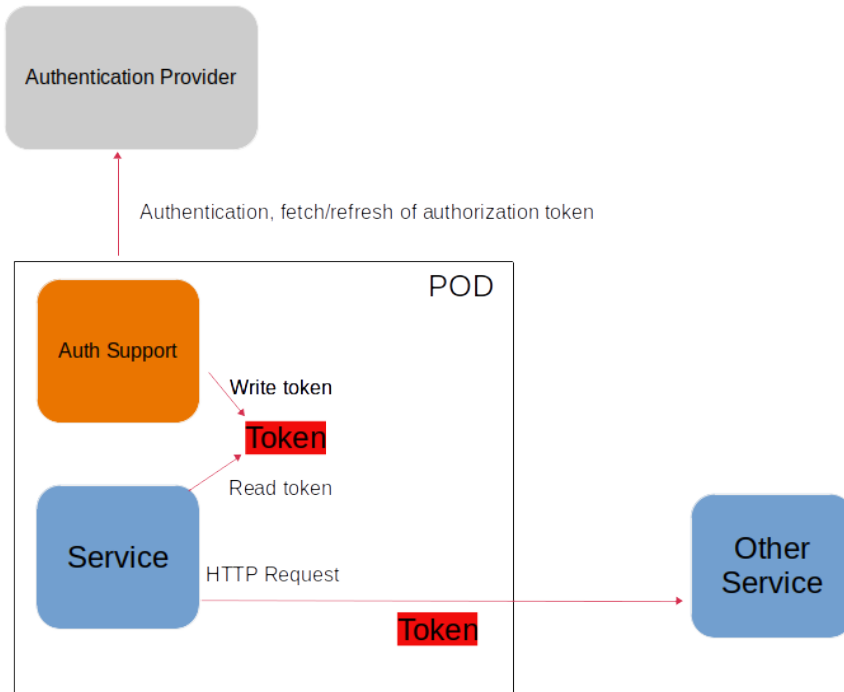 Authentication Provider
Authentication, fetch/refresh of authorization token
POD
Auth Support
Write token
Token
Read token
Service
HTTP Request
Token
Other
Service